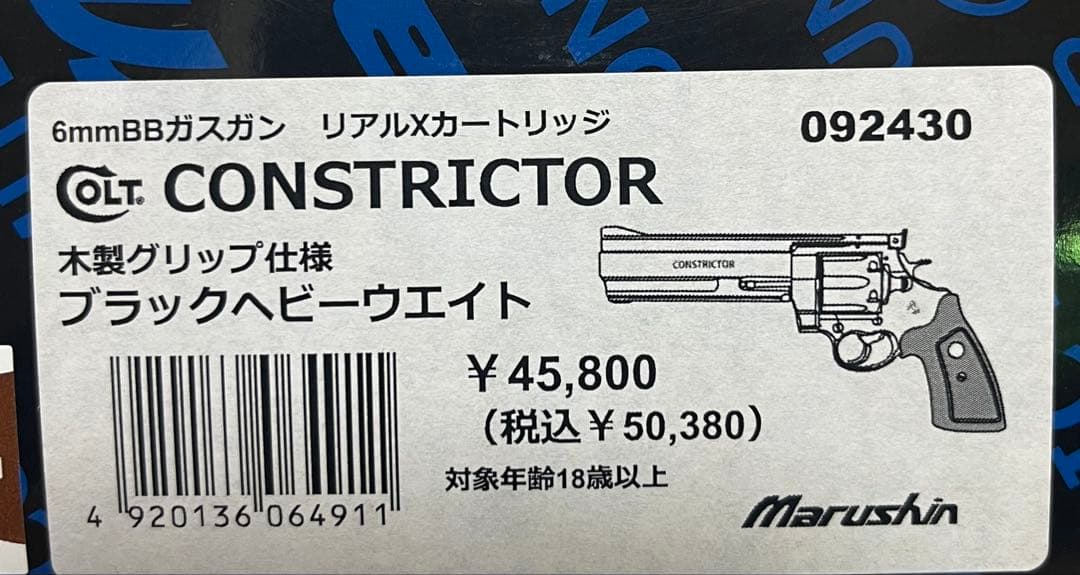 6mmBBガスガン　リアルXカートリッジ
092430
COLT® CONSTRICTOR
木製グリップ仕様
ブラックヘビーウエイト
CONSTRICTOR
￥45,800
（税込￥50,380）
対象年齢18歳以上
4 920136 064911
Marushin